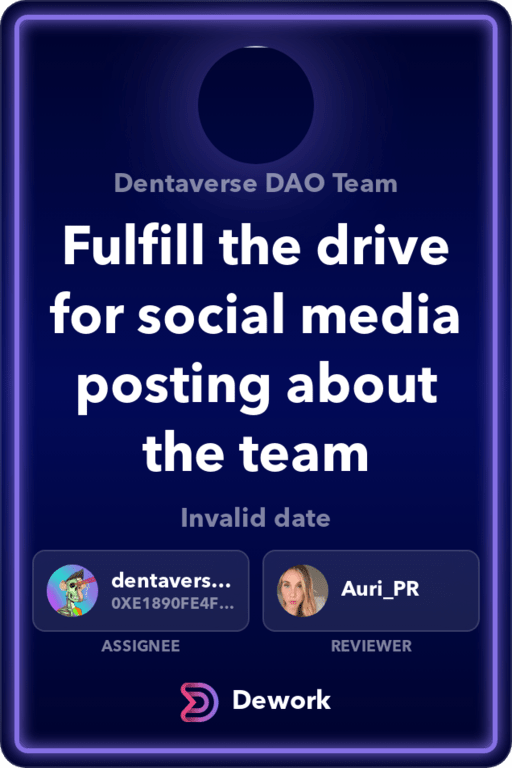 Dentaverse DAO Team
Fulfill the drive
for social media
posting about
the team
Invalid date
dentavers...
0XE1890FE4F...
Auri_PR
ASSIGNEE
REVIEWER
Dework